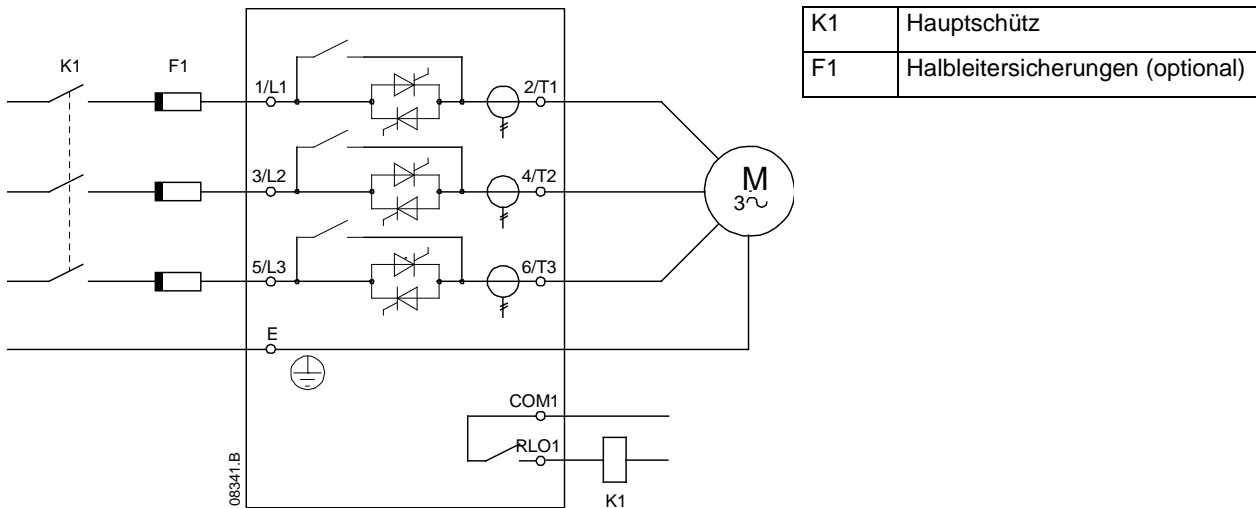 K1 Hauptschütz
F1 Halbleitersicherungen (optional)
K1 F1
1/L1 2/T1
3/L2 4/T2
M
3
5/L3 6/T3
E
COM1
RLO1
K1
08341.B